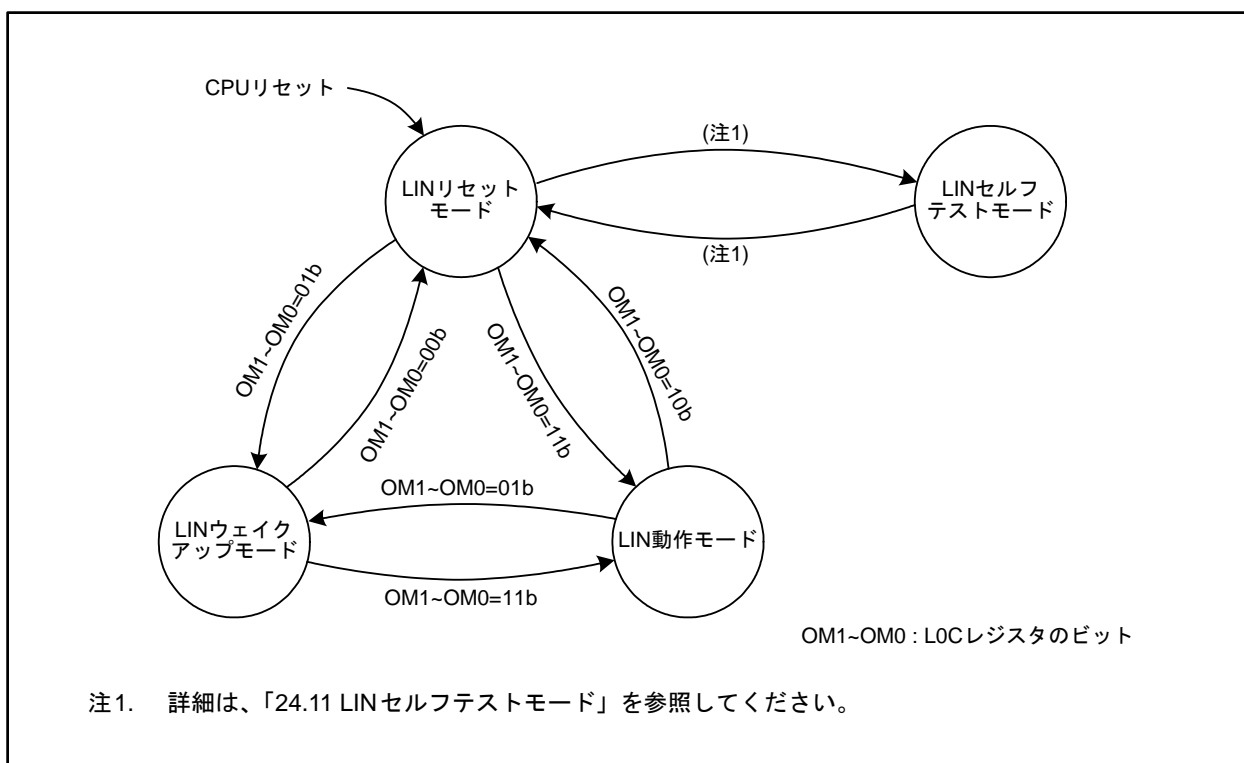 CPUリセット
LINリセット
モード
(注1)
(注1)
LINセルフ
テストモード
OM1~OM0=01b
OM1~OM0=00b
OM1~OM0=11b
OM1~OM0=10b
LINウェイク
アップモード
OM1~OM0=01b
OM1~OM0=11b
LIN動作モード
OM1~OM0 : L0Cレジスタのビット
注1. 詳細は、「24.11 LINセルフテストモード」を参照してください。